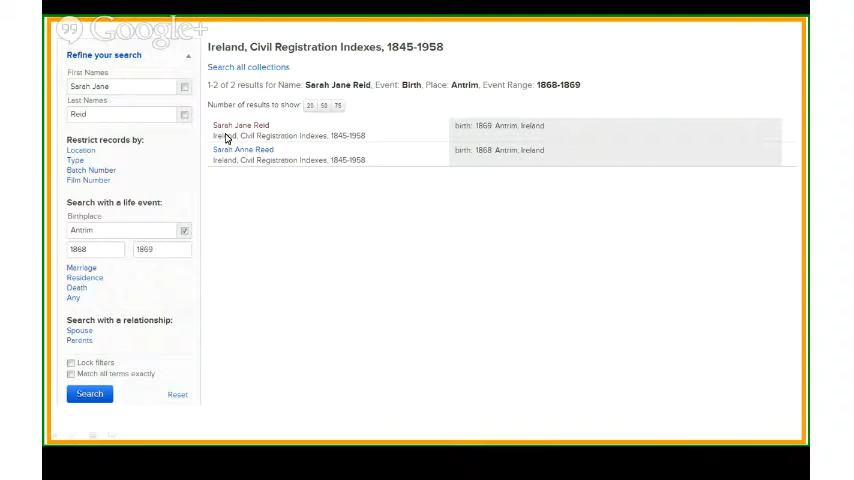 Google+
Refine your search
First Names
Sarah Jane
Last Names
Reid
Restrict records by:
Location
Type
Batch Number
Film Number
Search with a life event:
Birthplace
Antrim
1868 1869
Marriage
Residence
Death
Any
Search with a relationship:
Spouse
Parents
Lock filters
Match all terms exactly
Search Reset
Ireland, Civil Registration Indexes, 1845-1958
Search all collections
1-2 of 2 results for Name: Sarah Jane Reid, Event: Birth, Place: Antrim, Event Range: 1868-1869
Number of results to show: 20 50 75
Sarah Jane Reid birth: 1869 Antrim, Ireland
Ireland, Civil Registration Indexes, 1845-1958
Sarah Anne Reed birth: 1868 Antrim, Ireland
Ireland, Civil Registration Indexes, 1845-1958